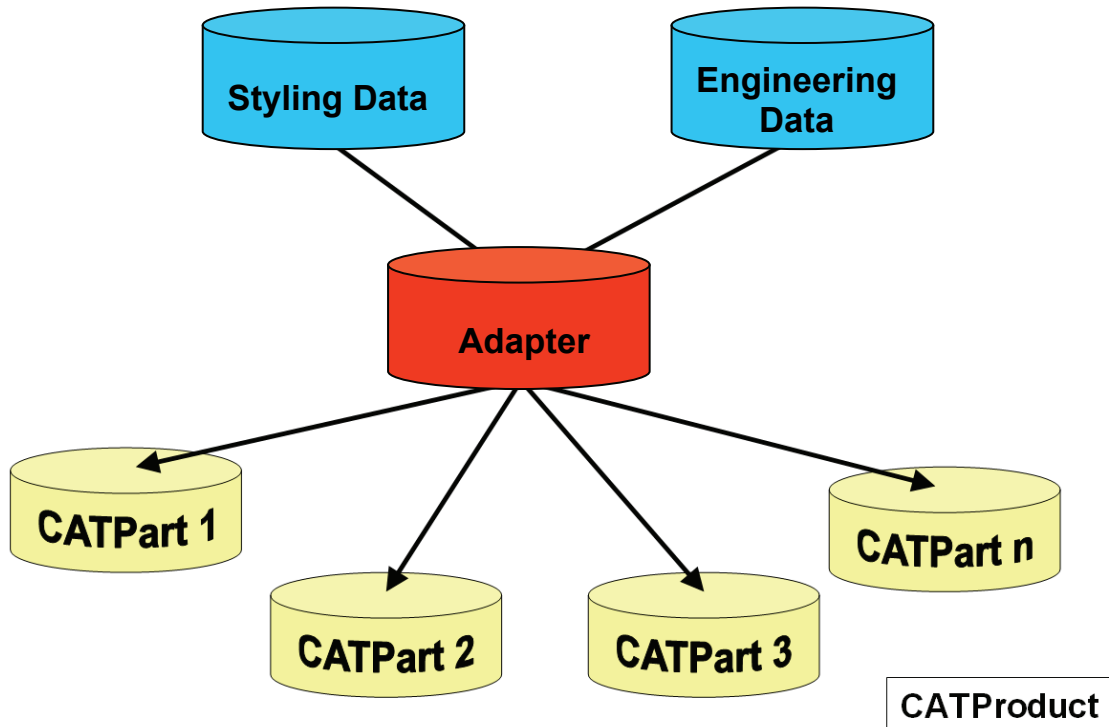 Styling Data
Engineering
Data
Adapter
CATPart 1
CATPart n
CATPart 2
CATPart 3
CATProduct